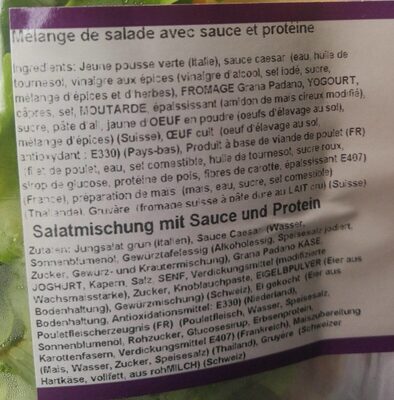 Mélange de salade avec sauce et protéine
Ingrédients: Jeune pousse verte (Italie), sauce caesar (eau, huile de
tournesol, vinaigre aux épices (vinaigre d'alcool, sel iodé, sucre,
mélange d'épices et d'herbes), FROMAGE Grana Padano, YOGOURT,
câpres, sel, MOUTARDE, épaississant (amidon de maïs cireux modifié),
sucre, pâte d'ail, jaune d'OEUF en poudre (oeufs d'élevage au sol),
mélange d'épices) (Suisse), ŒUF cuit (oeuf d'élevage au sol,
antioxydant : E330) (Pays-bas), Produit à base de viande de poulet (FR)
(filet de poulet, eau, sel comestible, huile de tournesol, sucre roux,
sirop de glucose, protéine de pois, fibres de carotte, épaississant E407)
(France), préparation de maïs (maïs, eau, sucre, sel comestible)
(Thaïlande), Gruyère (fromage suisse à pâte dure au LAIT cru) (Suisse)
Salatmischung mit Sauce und Protein
Zutaten: Jungsalat grün (Italien), Sauce Caesar (Wasser,
Sonnenblumenöl, Gewürztafelessig (Alkoholessig, Speisesalz jodiert,
Zucker, Gewürz- und Kräutermischung), Grana Padano KÄSE,
JOGHURT, Kapern, Salz, SENF, Verdickungsmittel (modifizierte
Wachsmaisstärke), Zucker, Knoblauchpaste, EIGELBPULVER (Eier aus
Bodenhaltung), Gewürzmischung) (Schweiz), Ei gekocht (Eier aus
Bodenhaltung, Antioxidationsmittel: E330) (Niederland),
Pouletfleischerzeugnis (FR) (Pouletfleisch, Wasser, Speisesalz,
Sonnenblumenöl, Rohzucker, Glucosesirup, Erbsenprotein,
Karottenfasern, Verdickungsmittel E407) (Frankreich), Maiszubereitung
(Mais, Wasser, Zucker, Speisesalz) (Thailand), Gruyère (Schweizer
Hartkäse, vollfett, aus rohMILCH) (Schweiz)